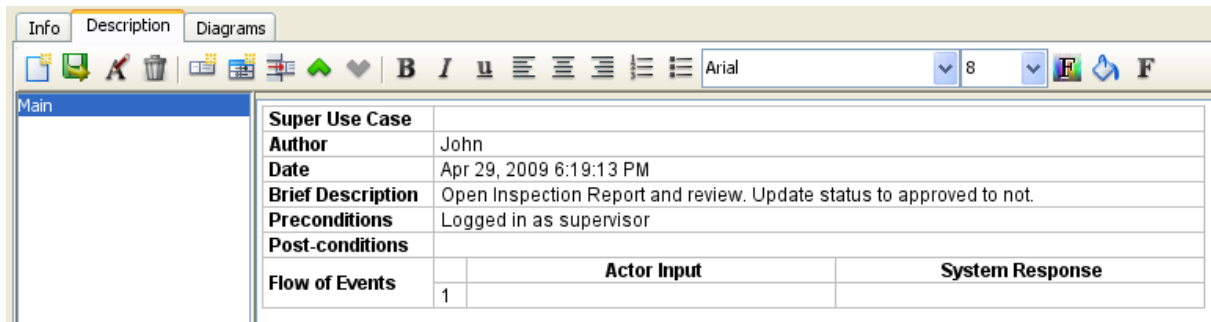 Info Description Diagrams
B I u Arial 8 F F
Main
Super Use Case
Author John
Date Apr 29, 2009 6:19:13 PM
Brief Description Open Inspection Report and review. Update status to approved to not.
Preconditions Logged in as supervisor
Post-conditions
Flow of Events Actor Input System Response
1